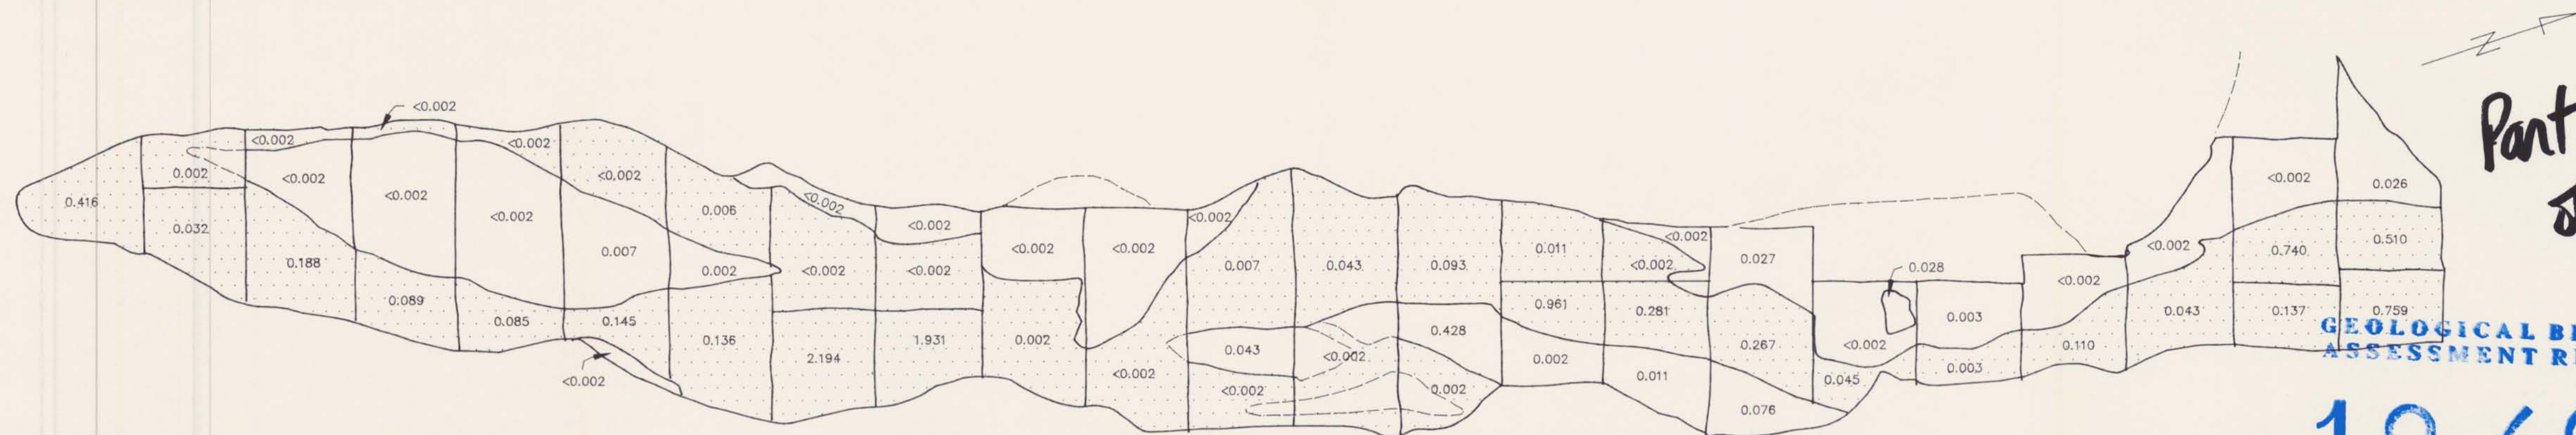 N
<0.002
Pant
<0.002 <0.002
0.002 <0.002 <0.002 <0.002 <0.002 0.026
0.416 <0.002 0.006 <0.002
0.032 <0.002 <0.002 <0.002
0.007 <0.002 <0.002 0.011 <0.002 <0.002 0.740 0.510
0.188 0.002 <0.002 <0.002 0.007 0.043 0.093 <0.002 0.027 0.028 <0.002
0.089 0.961 0.281 0.003 0.043 0.137 0.759
0.085 0.145 0.428
GEOLOGICAL B
0.136 2.194 1.931 0.002 0.043 <0.002 0.002 0.267 <0.002 0.110
ASSESSMENT R
<0.002 <0.002 <0.002 0.002 0.011 0.045 0.003
0.076